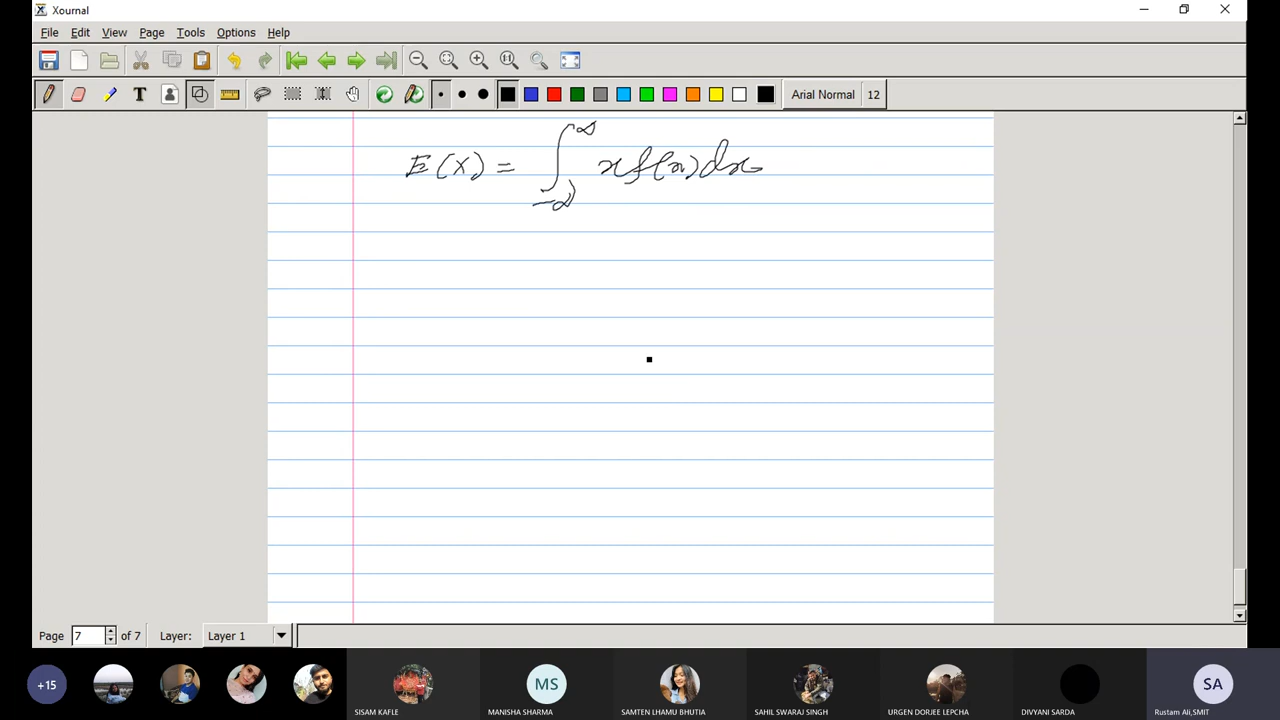 Xournal
File Edit View Page Tools Options Help
Arial Normal 12
E(X) = ∫_{-∞}^{∞} x f(x) dx
Page 7 of 7 Layer: Layer 1
+15 MS SA
SISAM KAFLE MANISHA SHARMA SAMTEN LHAMU BHUTIA SAHIL SWARAJ SINGH URGEN DORJEE LEPCHA DIVYANI SARDA Rustam Ali,SMIT